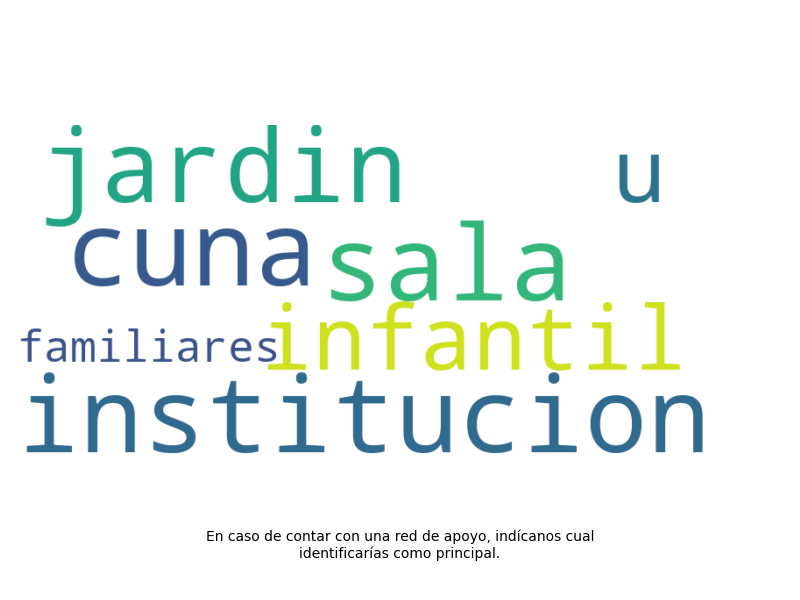 jardin u
cuna sala
familiares infantil
institucion
En caso de contar con una red de apoyo, indícanos cual
identificarías como principal.